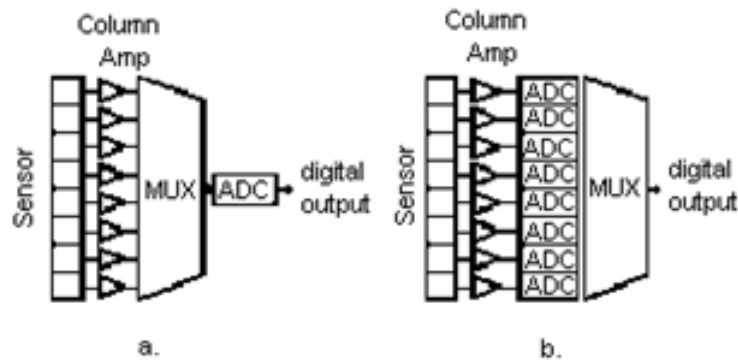 Column
Amp
Sensor
MUX
ADC
digital
output
a.
Column
Amp
Sensor
ADC
ADC
ADC
ADC
ADC
ADC
ADC
ADC
MUX
digital
output
b.